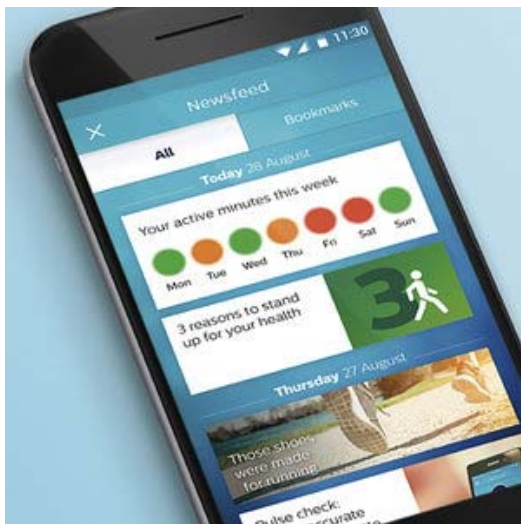 11:30
Newsfeed
All
Bookmarks
Today 28 August
Your active minutes this week
Mon Tue Wed Thu Fri Sat Sun
3 reasons to stand
up for your health
3
Thursday 27 August
Those shoes
were made
for running
Pulse check:
accurate